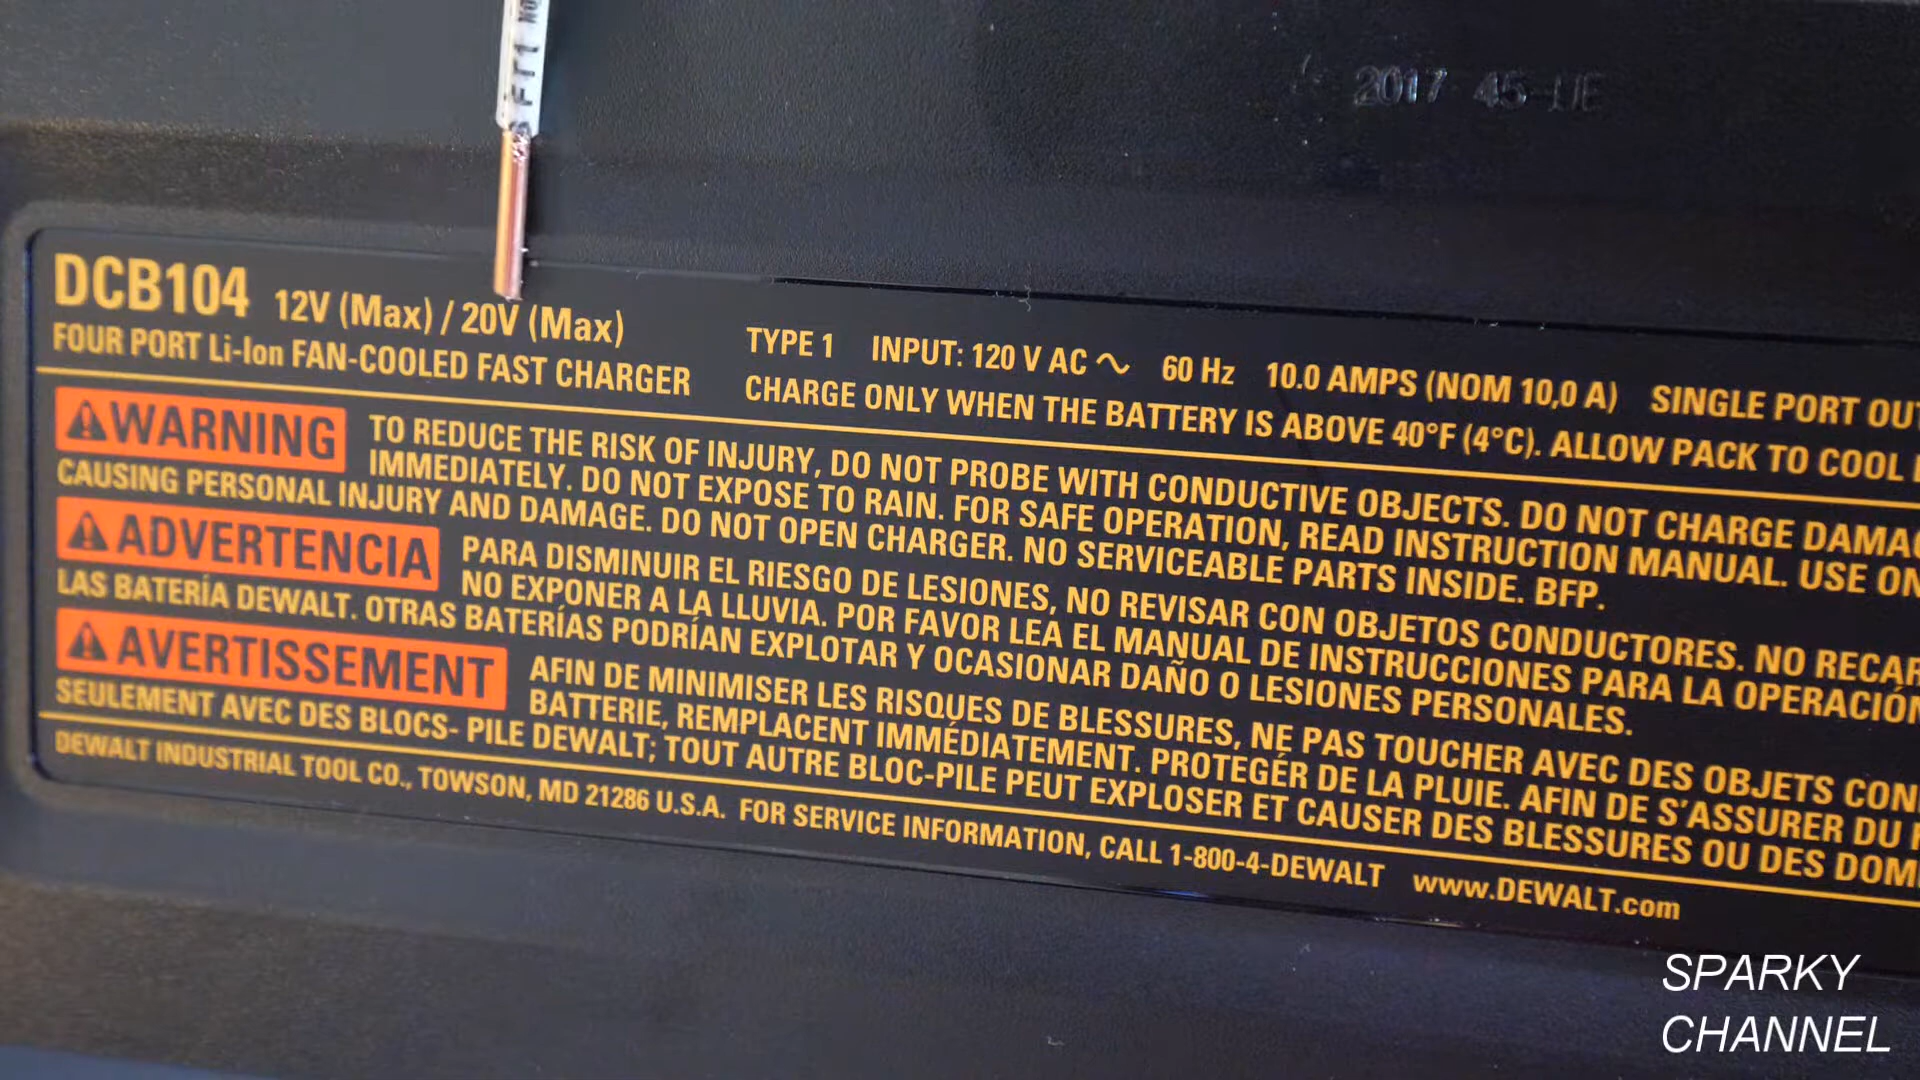 FT1
2017 45-UE
DCB104 12V (Max) / 20V (Max)
FOUR PORT Li-Ion FAN-COOLED FAST CHARGER
TYPE 1 INPUT: 120 V AC ∿ 60 Hz 10.0 AMPS (NOM 10,0 A) SINGLE PORT
CHARGE ONLY WHEN THE BATTERY IS ABOVE 40°F (4°C). ALLOW PACK TO COOL
⚠WARNING TO REDUCE THE RISK OF INJURY, DO NOT PROBE WITH CONDUCTIVE OBJECTS. DO NOT CHARGE
IMMEDIATELY. DO NOT EXPOSE TO RAIN. FOR SAFE OPERATION, READ INSTRUCTION MANUAL. USE
CAUSING PERSONAL INJURY AND DAMAGE. DO NOT OPEN CHARGER. NO SERVICEABLE PARTS INSIDE. BFP.
⚠ADVERTENCIA PARA DISMINUIR EL RIESGO DE LESIONES, NO REVISAR CON OBJETOS CONDUCTORES. NO
NO EXPONER A LA LLUVIA. POR FAVOR LEA EL MANUAL DE INSTRUCCIONES PARA LA OPERACIÓN
LAS BATERÍA DEWALT. OTRAS BATERÍAS PODRÍAN EXPLOTAR Y OCASIONAR DAÑO O LESIONES PERSONALES.
⚠AVERTISSEMENT AFIN DE MINIMISER LES RISQUES DE BLESSURES, NE PAS TOUCHER AVEC DES OBJETS
BATTERIE, REMPLACENT IMMÉDIATEMENT. PROTEGÉR DE LA PLUIE. AFIN DE S'ASSURER DU
SEULEMENT AVEC DES BLOCS- PILE DEWALT; TOUT AUTRE BLOC-PILE PEUT EXPLOSER ET CAUSER DES BLESSURES OU DES
DEWALT INDUSTRIAL TOOL CO., TOWSON, MD 21286 U.S.A. FOR SERVICE INFORMATION, CALL 1-800-4-DEWALT www.DEWALT.com
SPARKY
CHANNEL